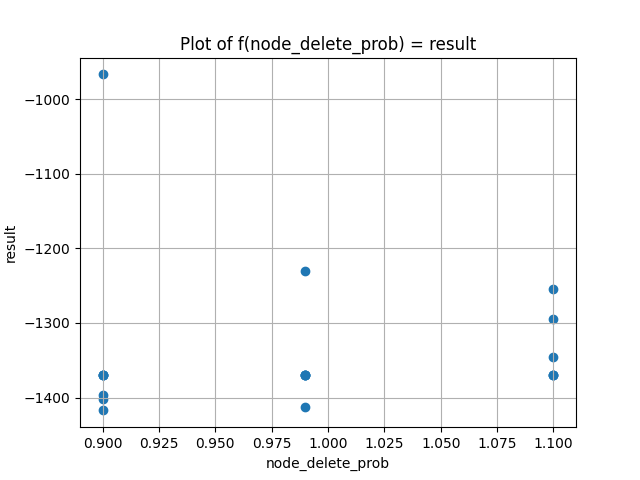 Plot of f(node_delete_prob) = result
−1000
−1100
−1200
−1300
−1400
result
0.900 0.925 0.950 0.975 1.000 1.025 1.050 1.075 1.100
node_delete_prob